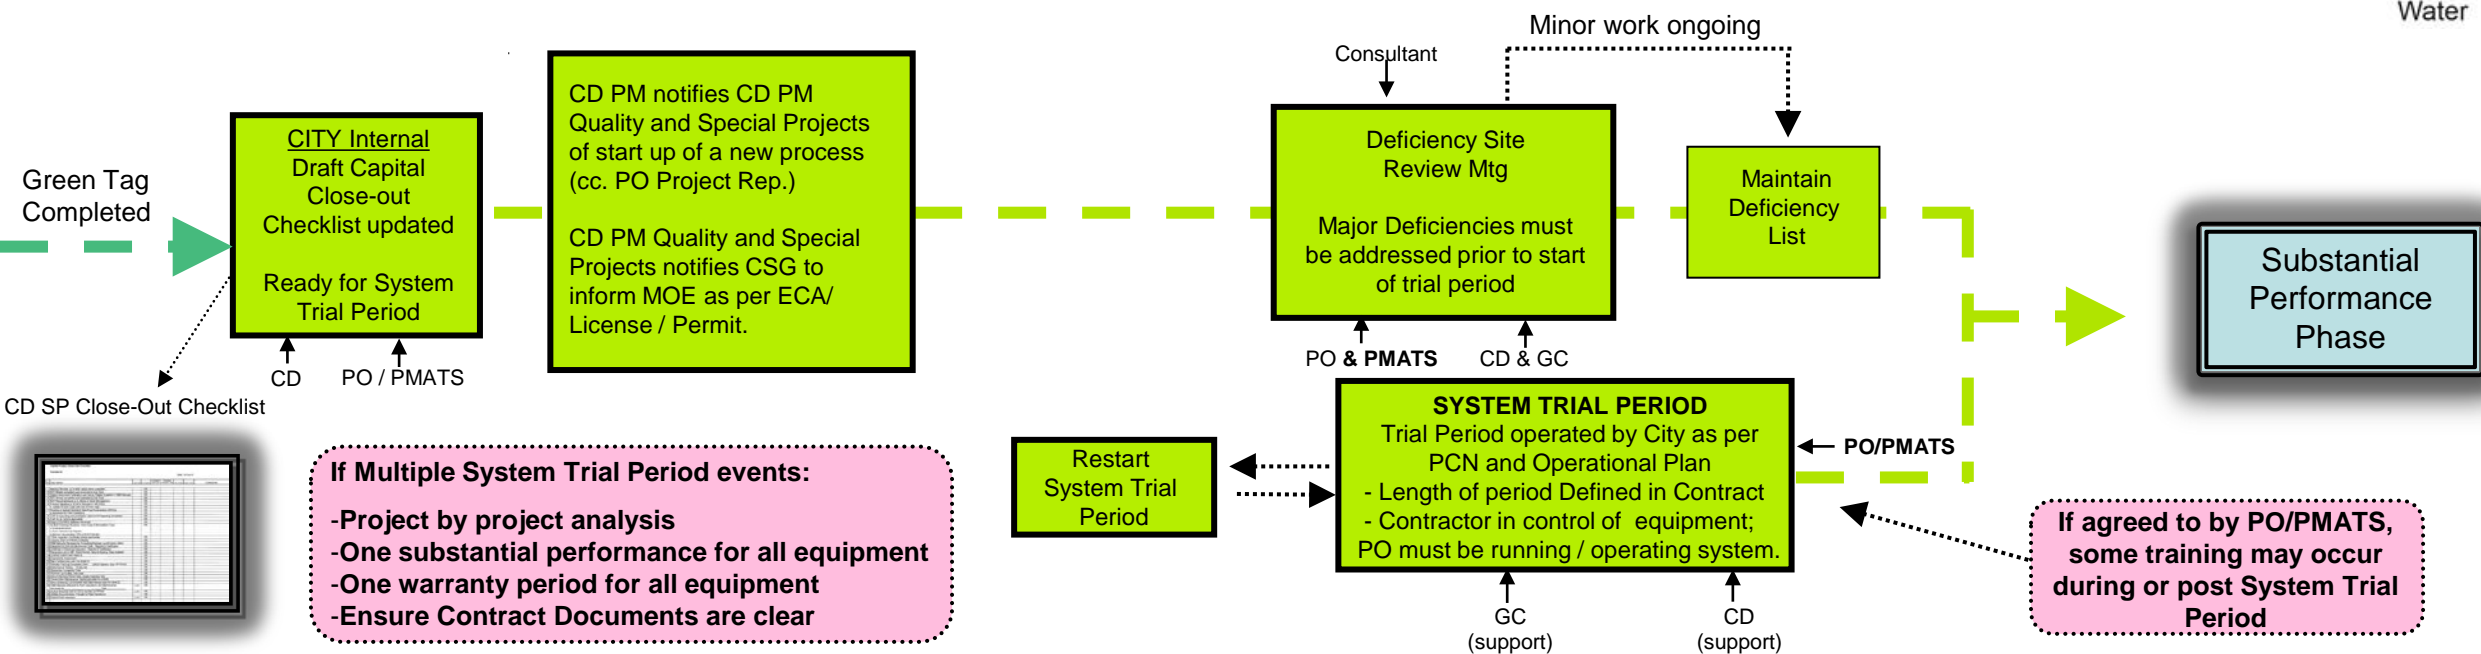 Water
Green Tag
Completed
CITY Internal
Draft Capital
Close-out
Checklist updated
Ready for System
Trial Period
CD
PO / PMATS
CD SP Close-Out Checklist
CD PM notifies CD PM
Quality and Special Projects
of start up of a new process
(cc. PO Project Rep.)
CD PM Quality and Special
Projects notifies CSG to
inform MOE as per ECA/
License / Permit.
If Multiple System Trial Period events:
-Project by project analysis
-One substantial performance for all equipment
-One warranty period for all equipment
-Ensure Contract Documents are clear
Minor work ongoing
Consultant
Deficiency Site
Review Mtg
Major Deficiencies must
be addressed prior to start
of trial period
PO & PMATS
CD & GC
Maintain
Deficiency
List
Restart
System Trial
Period
SYSTEM TRIAL PERIOD
Trial Period operated by City as per
PCN and Operational Plan
- Length of period Defined in Contract
- Contractor in control of equipment;
PO must be running / operating system.
PO/PMATS
GC
(support)
CD
(support)
If agreed to by PO/PMATS,
some training may occur
during or post System Trial
Period
Substantial
Performance
Phase